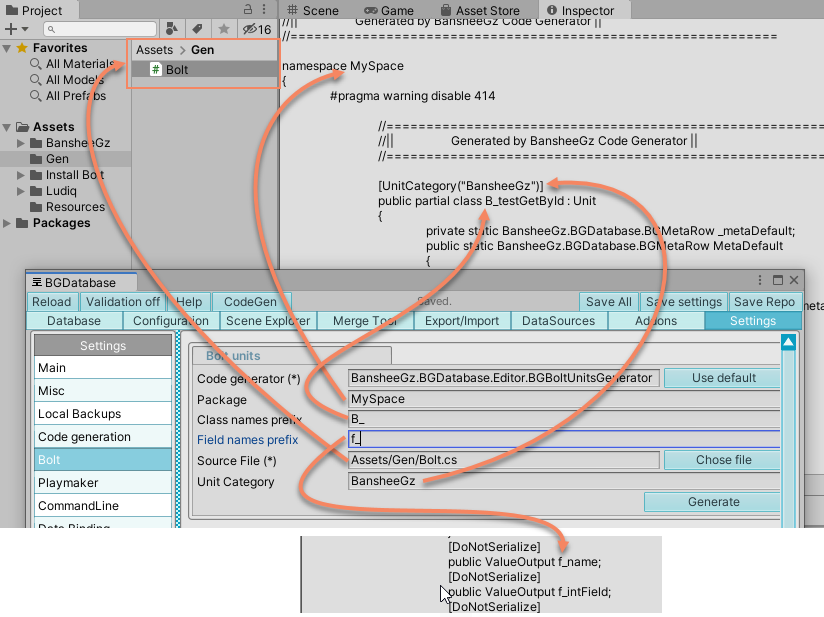 Project
Scene
Game
Asset Store
Inspector
16
Favorites
All Materials
All Models
All Prefabs
Assets
BansheeGz
Gen
Install Bolt
Ludiq
Resources
Packages
Assets > Gen
Bolt
//|| Generated by BansheeGz Code Generator ||
//============================================================
namespace MySpace
{
#pragma warning disable 414
//============================================================
//|| Generated by BansheeGz Code Generator ||
//============================================================
[UnitCategory("BansheeGz")]
public partial class B_testGetById : Unit
{
private static BansheeGz.BGDatabase.BGMetaRow _metaDefault;
public static BansheeGz.BGDatabase.BGMetaRow MetaDefault
{
BGDatabase
Reload Validation off Help CodeGen Saved. Save All Save settings Save Repo
Database Configuration Scene Explorer Merge Tool Export/Import DataSources Addons Settings
Settings
Main
Misc
Local Backups
Code generation
Bolt
Playmaker
CommandLine
Data Binding
Bolt units
Code generator (*) BansheeGz.BGDatabase.Editor.BGBoltUnitsGenerator Use default
Package MySpace
Class names prefix B_
Field names prefix f_
Source File (*) Assets/Gen/Bolt.cs Chose file
Unit Category BansheeGz
Generate
[DoNotSerialize]
public ValueOutput f_name;
[DoNotSerialize]
public ValueOutput f_intField;
[DoNotSerialize]